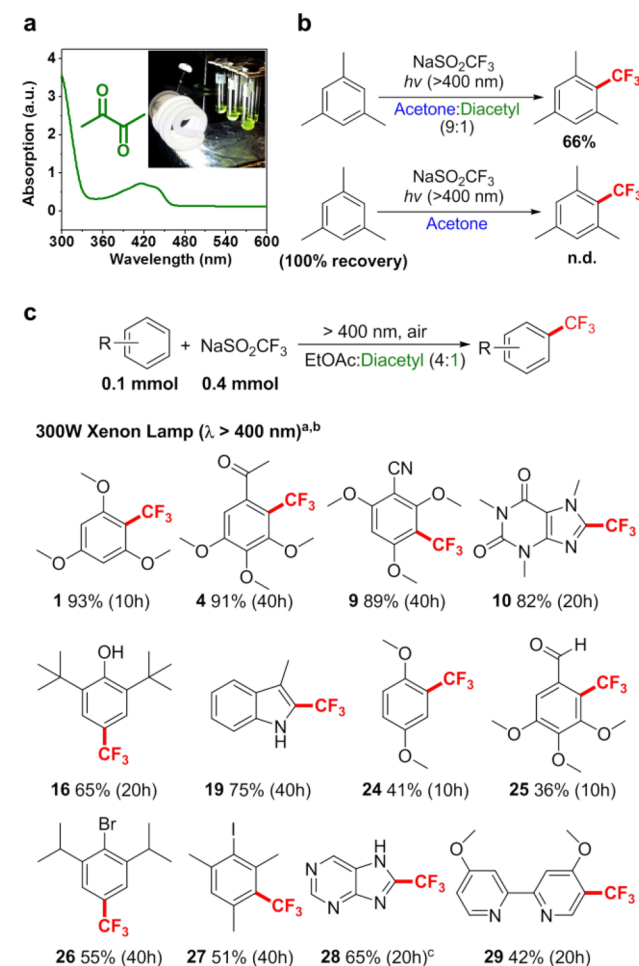 a
4
3
2
1
0
Absorption (a.u.)
O
O
300 360 420 480 540 600
Wavelength (nm)
b
NaSO₂CF₃
hν (>400 nm)
Acetone:Diacetyl
(9:1)
CF₃
66%
NaSO₂CF₃
hν (>400 nm)
Acetone
CF₃
(100% recovery)
n.d.
c
R
+ NaSO₂CF₃
> 400 nm, air
EtOAc:Diacetyl (4:1)
R
CF₃
0.1 mmol
0.4 mmol
300W Xenon Lamp (λ > 400 nm)ᵃ,ᵇ
O
CF₃
O
O
1 93% (10h)
O
CF₃
O
O
O
4 91% (40h)
CN
O
O
CF₃
O
9 89% (40h)
O
N
N
CF₃
O
N
N
10 82% (20h)
OH
CF₃
16 65% (20h)
CF₃
N
H
19 75% (40h)
O
CF₃
O
24 41% (10h)
O
H
CF₃
O
O
O
25 36% (10h)
Br
CF₃
26 55% (40h)
I
CF₃
27 51% (40h)
H
N
N
CF₃
N
N
28 65% (20h)ᶜ
O
O
CF₃
N
N
29 42% (20h)